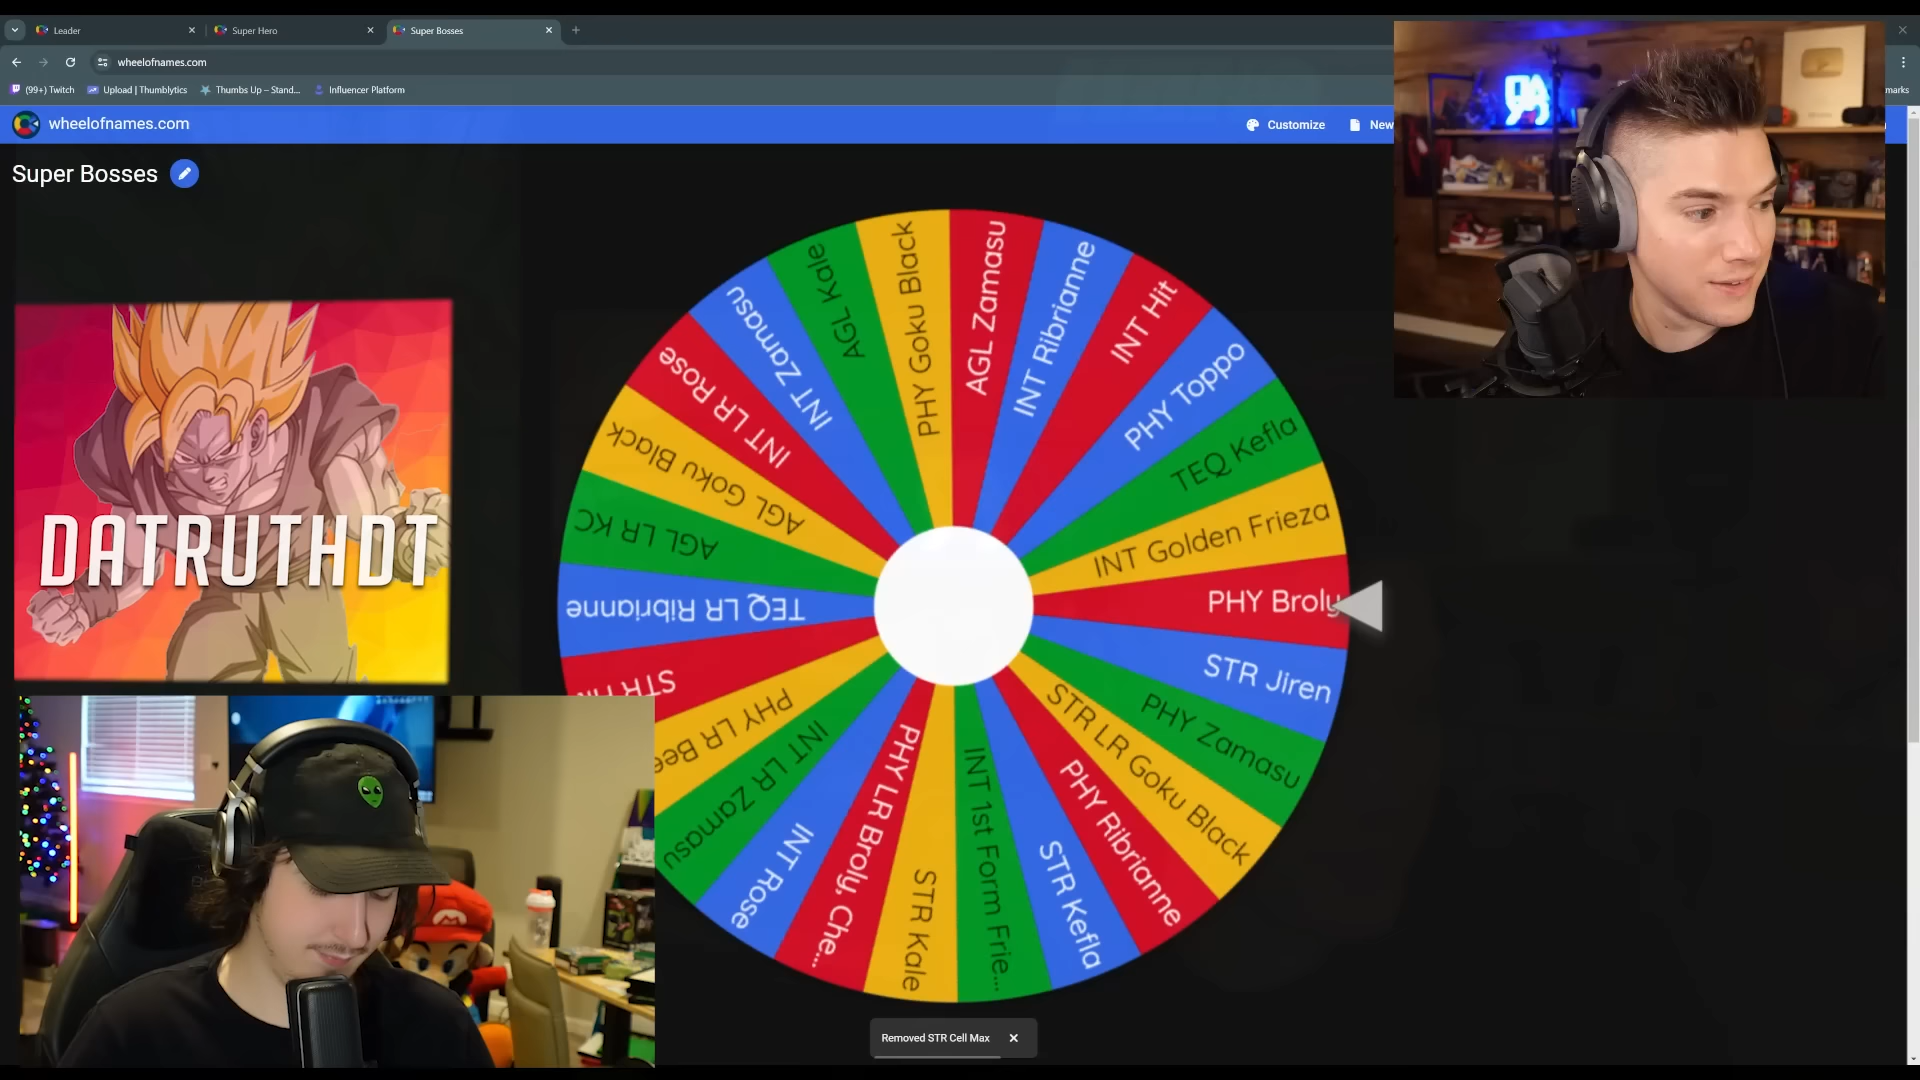 Leader
Super Hero
Super Bosses
wheelofnames.com
(99+) Twitch
Upload | Thumblytics
Thumbs Up – Stand...
Influencer Platform
marks
wheelofnames.com
Customize
New
Super Bosses
DATRUTHDT
PHY Goku Black
AGL Zamasu
INT Ribrianne
INT Hit
PHY Toppo
TEQ Kefla
INT Golden Frieza
PHY Broly
STR Jiren
PHY Zamasu
STR LR Goku Black
PHY Ribrianne
STR Kefla
INT 1st Form Frie...
STR Kale
PHY LR Broly, Che...
INT Rose
INT LR Zamasu
PHY LR Bee
STR
TEQ LR Ribrianne
AGL LR KC
AGL Goku Black
INT LR Rose
INT Zamasu
AGL Kale
Removed STR Cell Max